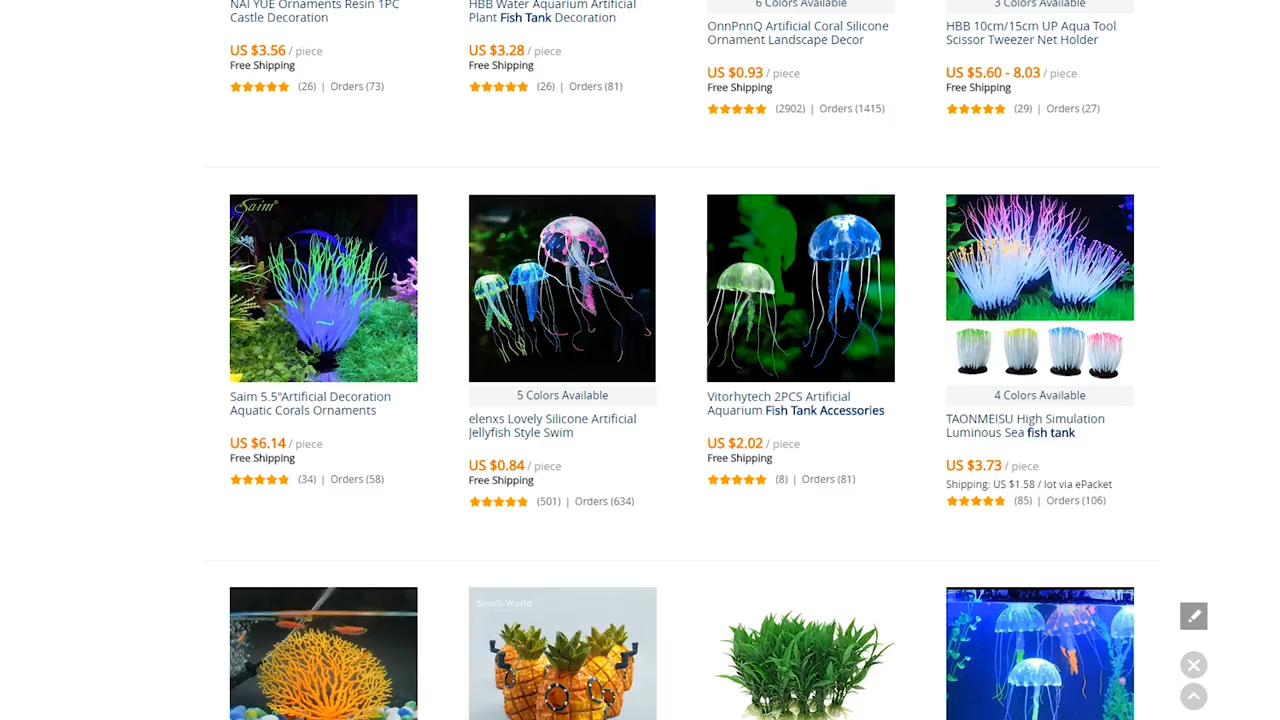 NAI YUE Ornaments Resin 1PC
Castle Decoration
US $3.56 / piece
Free Shipping
(26) | Orders (73)
HBB Water Aquarium Artificial
Plant Fish Tank Decoration
US $3.28 / piece
Free Shipping
(26) | Orders (81)
6 Colors Available
OnnPnnQ Artificial Coral Silicone
Ornament Landscape Decor
US $0.93 / piece
Free Shipping
(2902) | Orders (1415)
3 Colors Available
HBB 10cm/15cm UP Aqua Tool
Scissor Tweezer Net Holder
US $5.60 - 8.03 / piece
Free Shipping
(29) | Orders (27)
Saim®
Saim 5.5"Artificial Decoration
Aquatic Corals Ornaments
US $6.14 / piece
Free Shipping
(34) | Orders (58)
5 Colors Available
elenxs Lovely Silicone Artificial
Jellyfish Style Swim
US $0.84 / piece
Free Shipping
(501) | Orders (634)
Vitorhytech 2PCS Artificial
Aquarium Fish Tank Accessories
US $2.02 / piece
Free Shipping
(8) | Orders (81)
4 Colors Available
TAONMEISU High Simulation
Luminous Sea fish tank
US $3.73 / piece
Shipping: US $1.58 / lot via ePacket
(85) | Orders (106)
Small-World